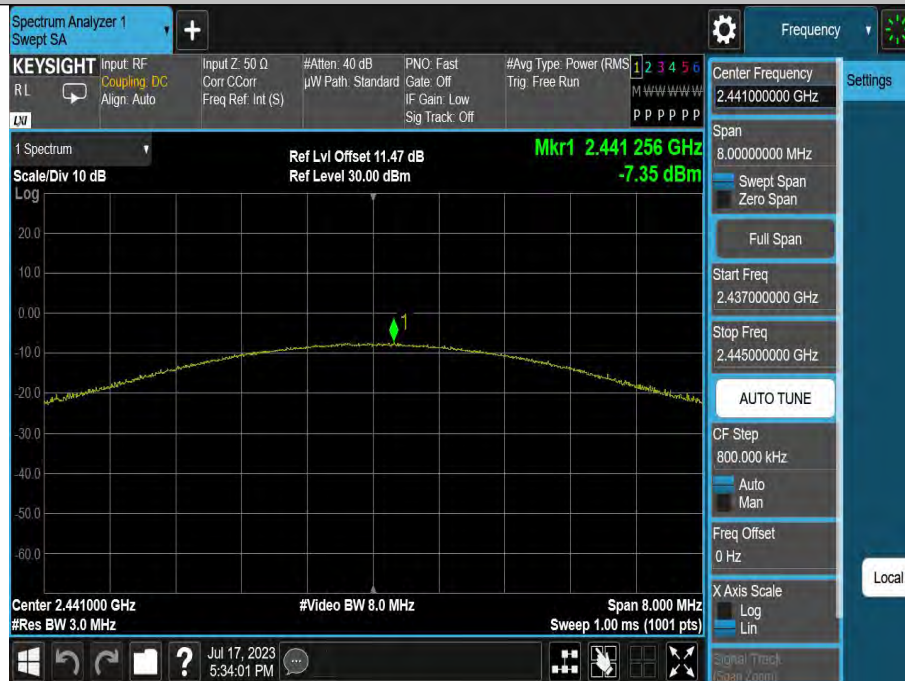 Spectrum Analyzer 1
Swept SA
+
Frequency
KEYSIGHT
RL
LXI
Input: RF
Coupling: DC
Align: Auto
Input Z: 50 Ω
Corr CCorr
Freq Ref: Int (S)
#Atten: 40 dB
µW Path: Standard
PNO: Fast
Gate: Off
IF Gain: Low
Sig Track: Off
#Avg Type: Power (RMS
Trig: Free Run
1 2 3 4 5 6
M W W W W W
P P P P P P
1 Spectrum
Scale/Div 10 dB
Ref Lvl Offset 11.47 dB
Ref Level 30.00 dBm
Mkr1 2.441 256 GHz
-7.35 dBm
Log
20.0
10.0
0.00
-10.0
-20.0
-30.0
-40.0
-50.0
-60.0
1
Center 2.441000 GHz
#Res BW 3.0 MHz
#Video BW 8.0 MHz
Span 8.000 MHz
Sweep 1.00 ms (1001 pts)
Jul 17, 2023
5:34:01 PM
?
Center Frequency
2.441000000 GHz
Span
8.00000000 MHz
Swept Span
Zero Span
Full Span
Start Freq
2.437000000 GHz
Stop Freq
2.445000000 GHz
AUTO TUNE
CF Step
800.000 kHz
Auto
Man
Freq Offset
0 Hz
X Axis Scale
Log
Lin
Signal Track
(Span Zoom)
Settings
Local